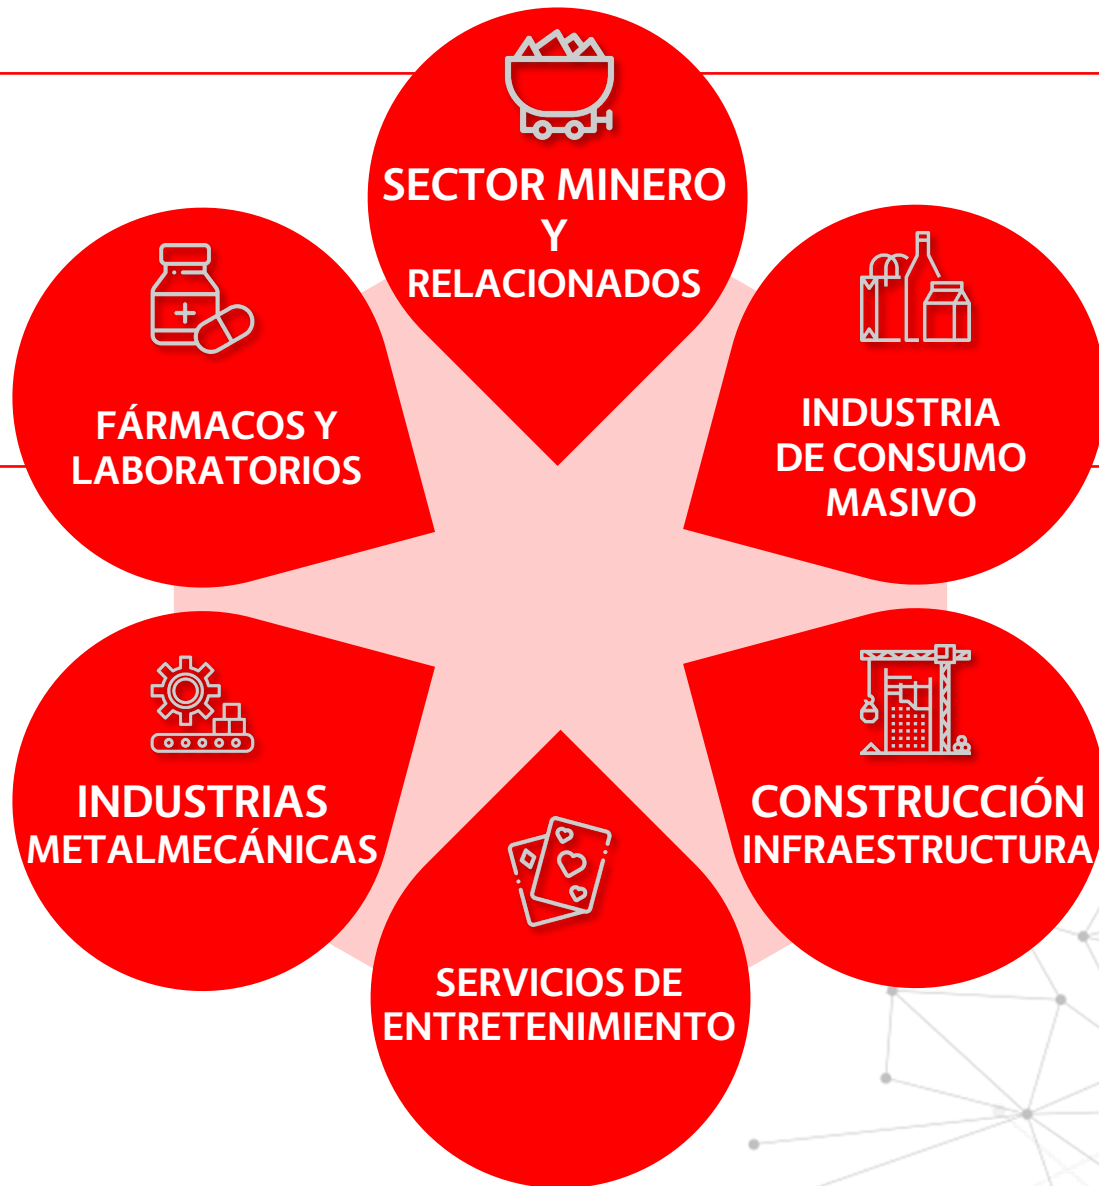 SECTOR MINERO
Y
RELACIONADOS
FÁRMACOS Y
LABORATORIOS
INDUSTRIA
DE CONSUMO
MASIVO
INDUSTRIAS
METALMECÁNICAS
CONSTRUCCIÓN
INFRAESTRUCTURA
SERVICIOS DE
ENTRETENIMIENTO